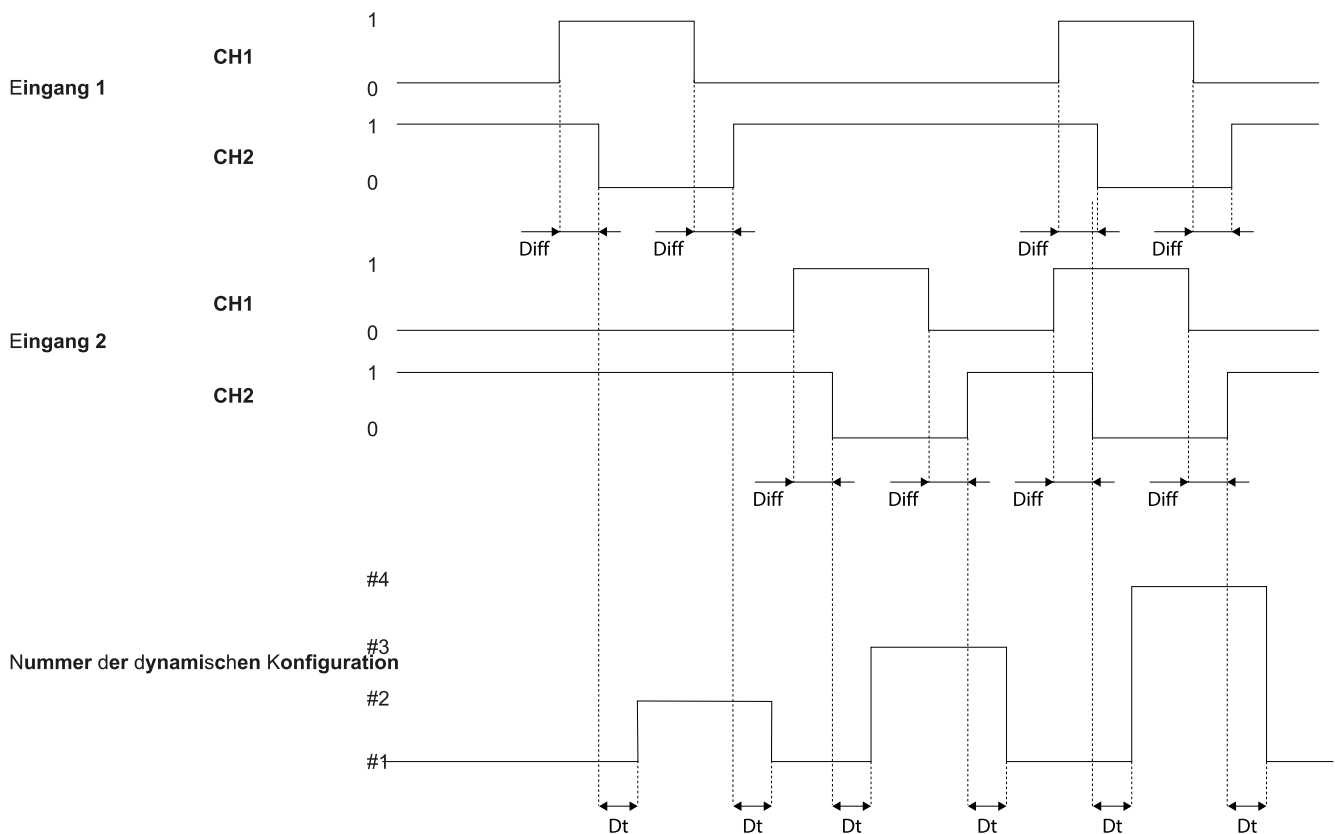 1
CH1
Eingang 1
0
1
CH2
0
Diff Diff Diff Diff
1
CH1
0
Eingang 2
1
CH2
0
Diff Diff Diff Diff
#4
#3
Nummer der dynamischen Konfiguration
#2
#1
Dt Dt Dt Dt Dt Dt